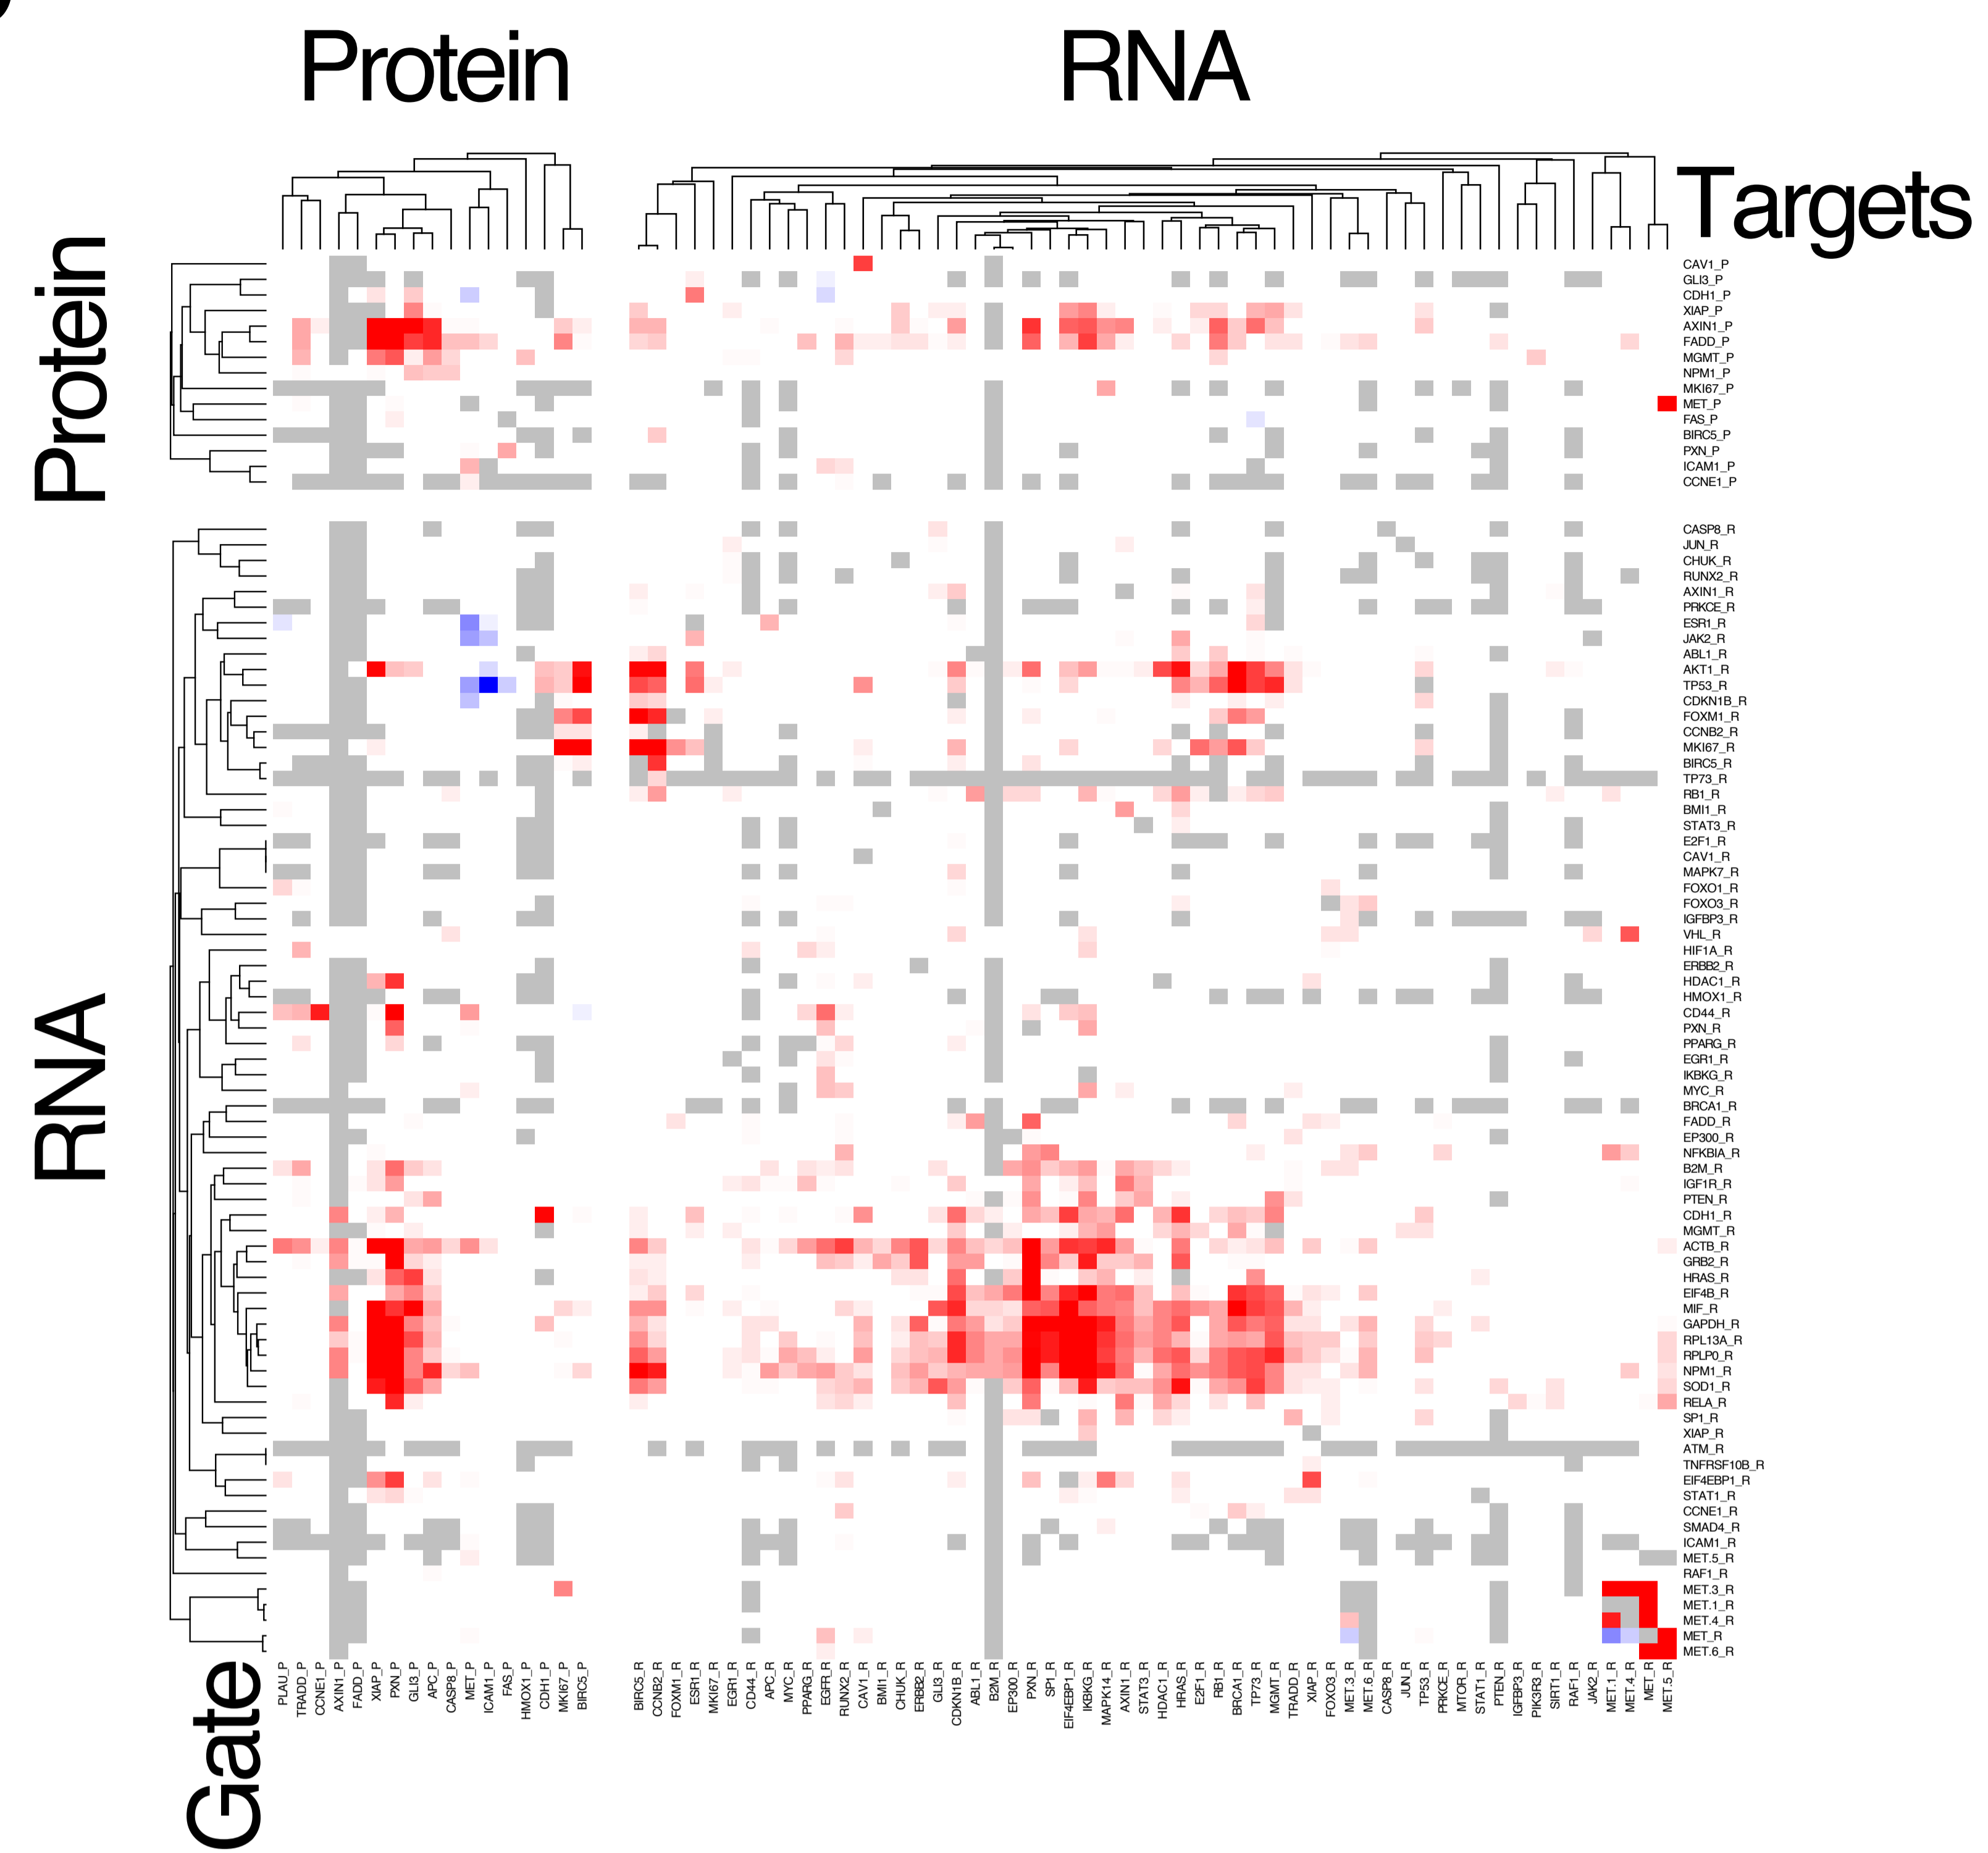 Protein
RNA
Targets
Protein
CAV1_P
GLI3_P
CDH1_P
XIAP_P
AXIN1_P
FADD_P
MGMT_P
NPM1_P
MKI67_P
MET_P
FAS_P
BIRC5_P
PXN_P
ICAM1_P
CCNE1_P
RNA
CASP8_R
JUN_R
CHUK_R
RUNX2_R
AXIN1_R
PRKCE_R
ESR1_R
JAK2_R
ABL1_R
AKT1_R
TP53_R
CDKN1B_R
FOXM1_R
CCNB2_R
MKI67_R
BIRC5_R
TP73_R
RB1_R
BMI1_R
STAT3_R
E2F1_R
CAV1_R
MAPK7_R
FOXO1_R
FOXO3_R
IGFBP3_R
VHL_R
HIF1A_R
ERBB2_R
HDAC1_R
HMOX1_R
CD44_R
PXN_R
PPARG_R
EGR1_R
IKBKG_R
MYC_R
BRCA1_R
FADD_R
EP300_R
NFKBIA_R
B2M_R
IGF1R_R
PTEN_R
CDH1_R
MGMT_R
ACTB_R
GRB2_R
HRAS_R
EIF4B_R
MIF_R
GAPDH_R
RPL13A_R
RPLP0_R
NPM1_R
SOD1_R
RELA_R
SP1_R
XIAP_R
ATM_R
TNFRSF10B_R
EIF4EBP1_R
STAT1_R
CCNE1_R
SMAD4_R
ICAM1_R
MET.5_R
RAF1_R
MET.3_R
MET.1_R
MET.4_R
MET_R
MET.6_R
Gate
PLAU_P
TRADD_P
CCNE1_P
AXIN1_P
FADD_P
XIAP_P
PXN_P
GLI3_P
APC_P
CASP8_P
MET_P
ICAM1_P
FAS_P
HMOX1_P
CDH1_P
MKI67_P
BIRC5_P
BIRC5_R
CCNB2_R
FOXM1_R
ESR1_R
MKI67_R
EGR1_R
CD44_R
APC_R
MYC_R
PPARG_R
EGFR_R
RUNX2_R
CAV1_R
BMI1_R
CHUK_R
ERBB2_R
GLI3_R
CDKN1B_R
ABL1_R
B2M_R
EP300_R
PXN_R
SP1_R
EIF4EBP1_R
IKBKG_R
MAPK14_R
AXIN1_R
STAT3_R
HDAC1_R
HRAS_R
E2F1_R
RB1_R
BRCA1_R
TP73_R
MGMT_R
TRADD_R
XIAP_R
FOXO3_R
MET.3_R
MET.6_R
CASP8_R
JUN_R
TP53_R
PRKCE_R
MTOR_R
STAT1_R
PTEN_R
IGFBP3_R
PIK3R3_R
SIRT1_R
RAF1_R
JAK2_R
MET.1_R
MET.4_R
MET_R
MET.5_R